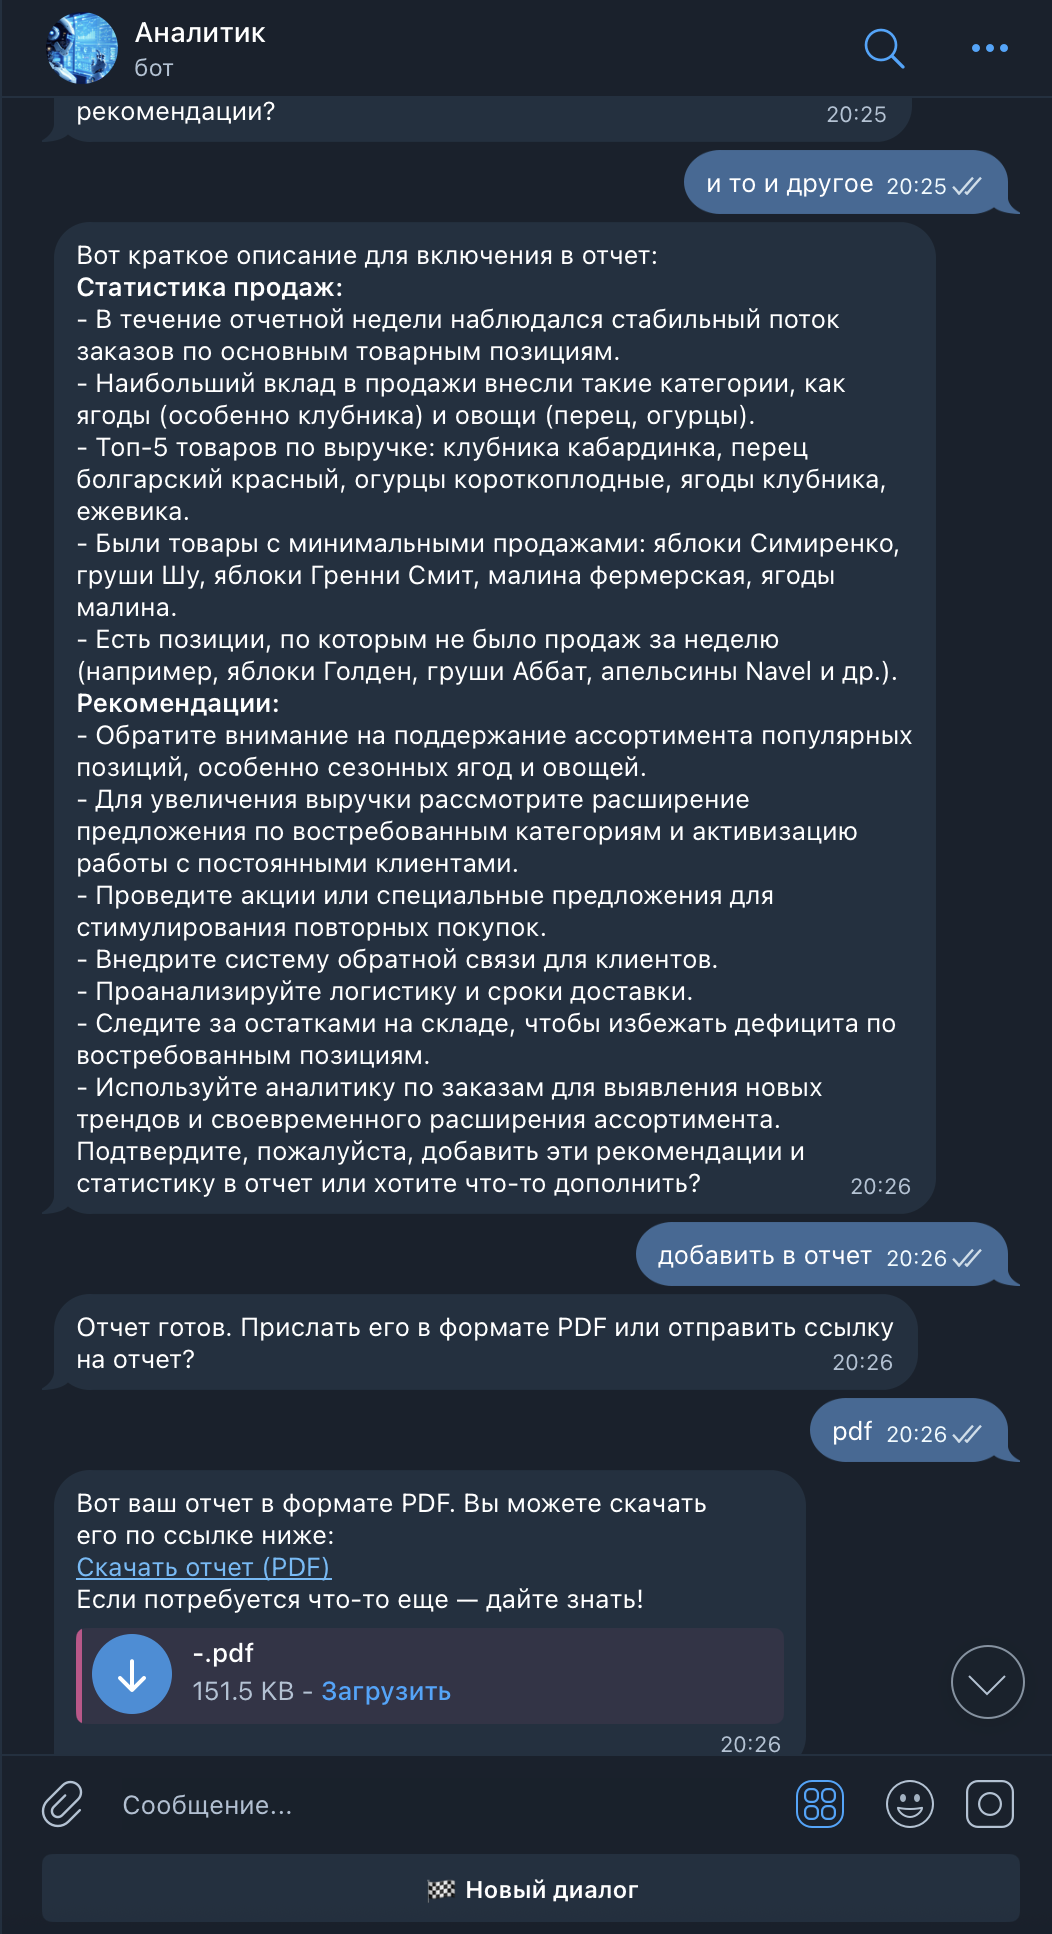 Аналитик
бот
рекомендации?
20:25
и то и другое 20:25
Вот краткое описание для включения в отчет:
Статистика продаж:
- В течение отчетной недели наблюдался стабильный поток
заказов по основным товарным позициям.
- Наибольший вклад в продажи внесли такие категории, как
ягоды (особенно клубника) и овощи (перец, огурцы).
- Топ-5 товаров по выручке: клубника кабардинка, перец
болгарский красный, огурцы короткоплодные, ягоды клубника,
ежевика.
- Были товары с минимальными продажами: яблоки Симиренко,
груши Шу, яблоки Гренни Смит, малина фермерская, ягоды
малина.
- Есть позиции, по которым не было продаж за неделю
(например, яблоки Голден, груши Аббат, апельсины Navel и др.).
Рекомендации:
- Обратите внимание на поддержание ассортимента популярных
позиций, особенно сезонных ягод и овощей.
- Для увеличения выручки рассмотрите расширение
предложения по востребованным категориям и активизацию
работы с постоянными клиентами.
- Проведите акции или специальные предложения для
стимулирования повторных покупок.
- Внедрите систему обратной связи для клиентов.
- Проанализируйте логистику и сроки доставки.
- Следите за остатками на складе, чтобы избежать дефицита по
востребованным позициям.
- Используйте аналитику по заказам для выявления новых
трендов и своевременного расширения ассортимента.
Подтвердите, пожалуйста, добавить эти рекомендации и
статистику в отчет или хотите что-то дополнить?
20:26
добавить в отчет 20:26
Отчет готов. Прислать его в формате PDF или отправить ссылку
на отчет?
20:26
pdf 20:26
Вот ваш отчет в формате PDF. Вы можете скачать
его по ссылке ниже:
Скачать отчет (PDF)
Если потребуется что-то еще — дайте знать!
-.pdf
151.5 KB - Загрузить
20:26
Сообщение...
Новый диалог